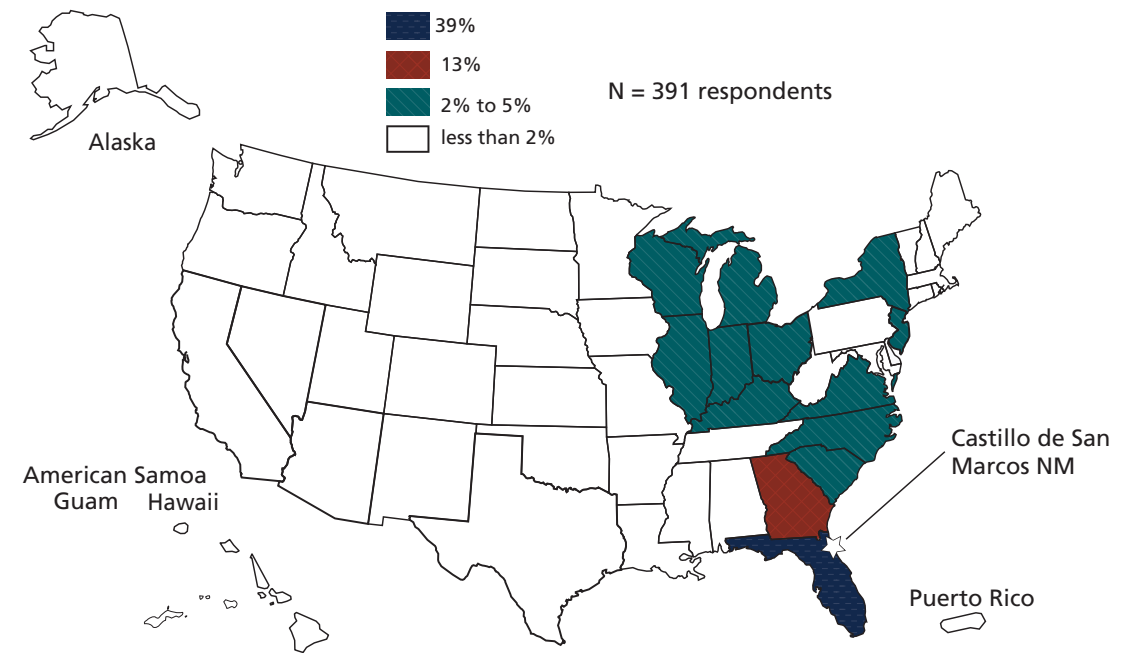 39%
13%
2% to 5%
less than 2%
N = 391 respondents
Alaska
Castillo de San
Marcos NM
American Samoa
Guam Hawaii
Puerto Rico